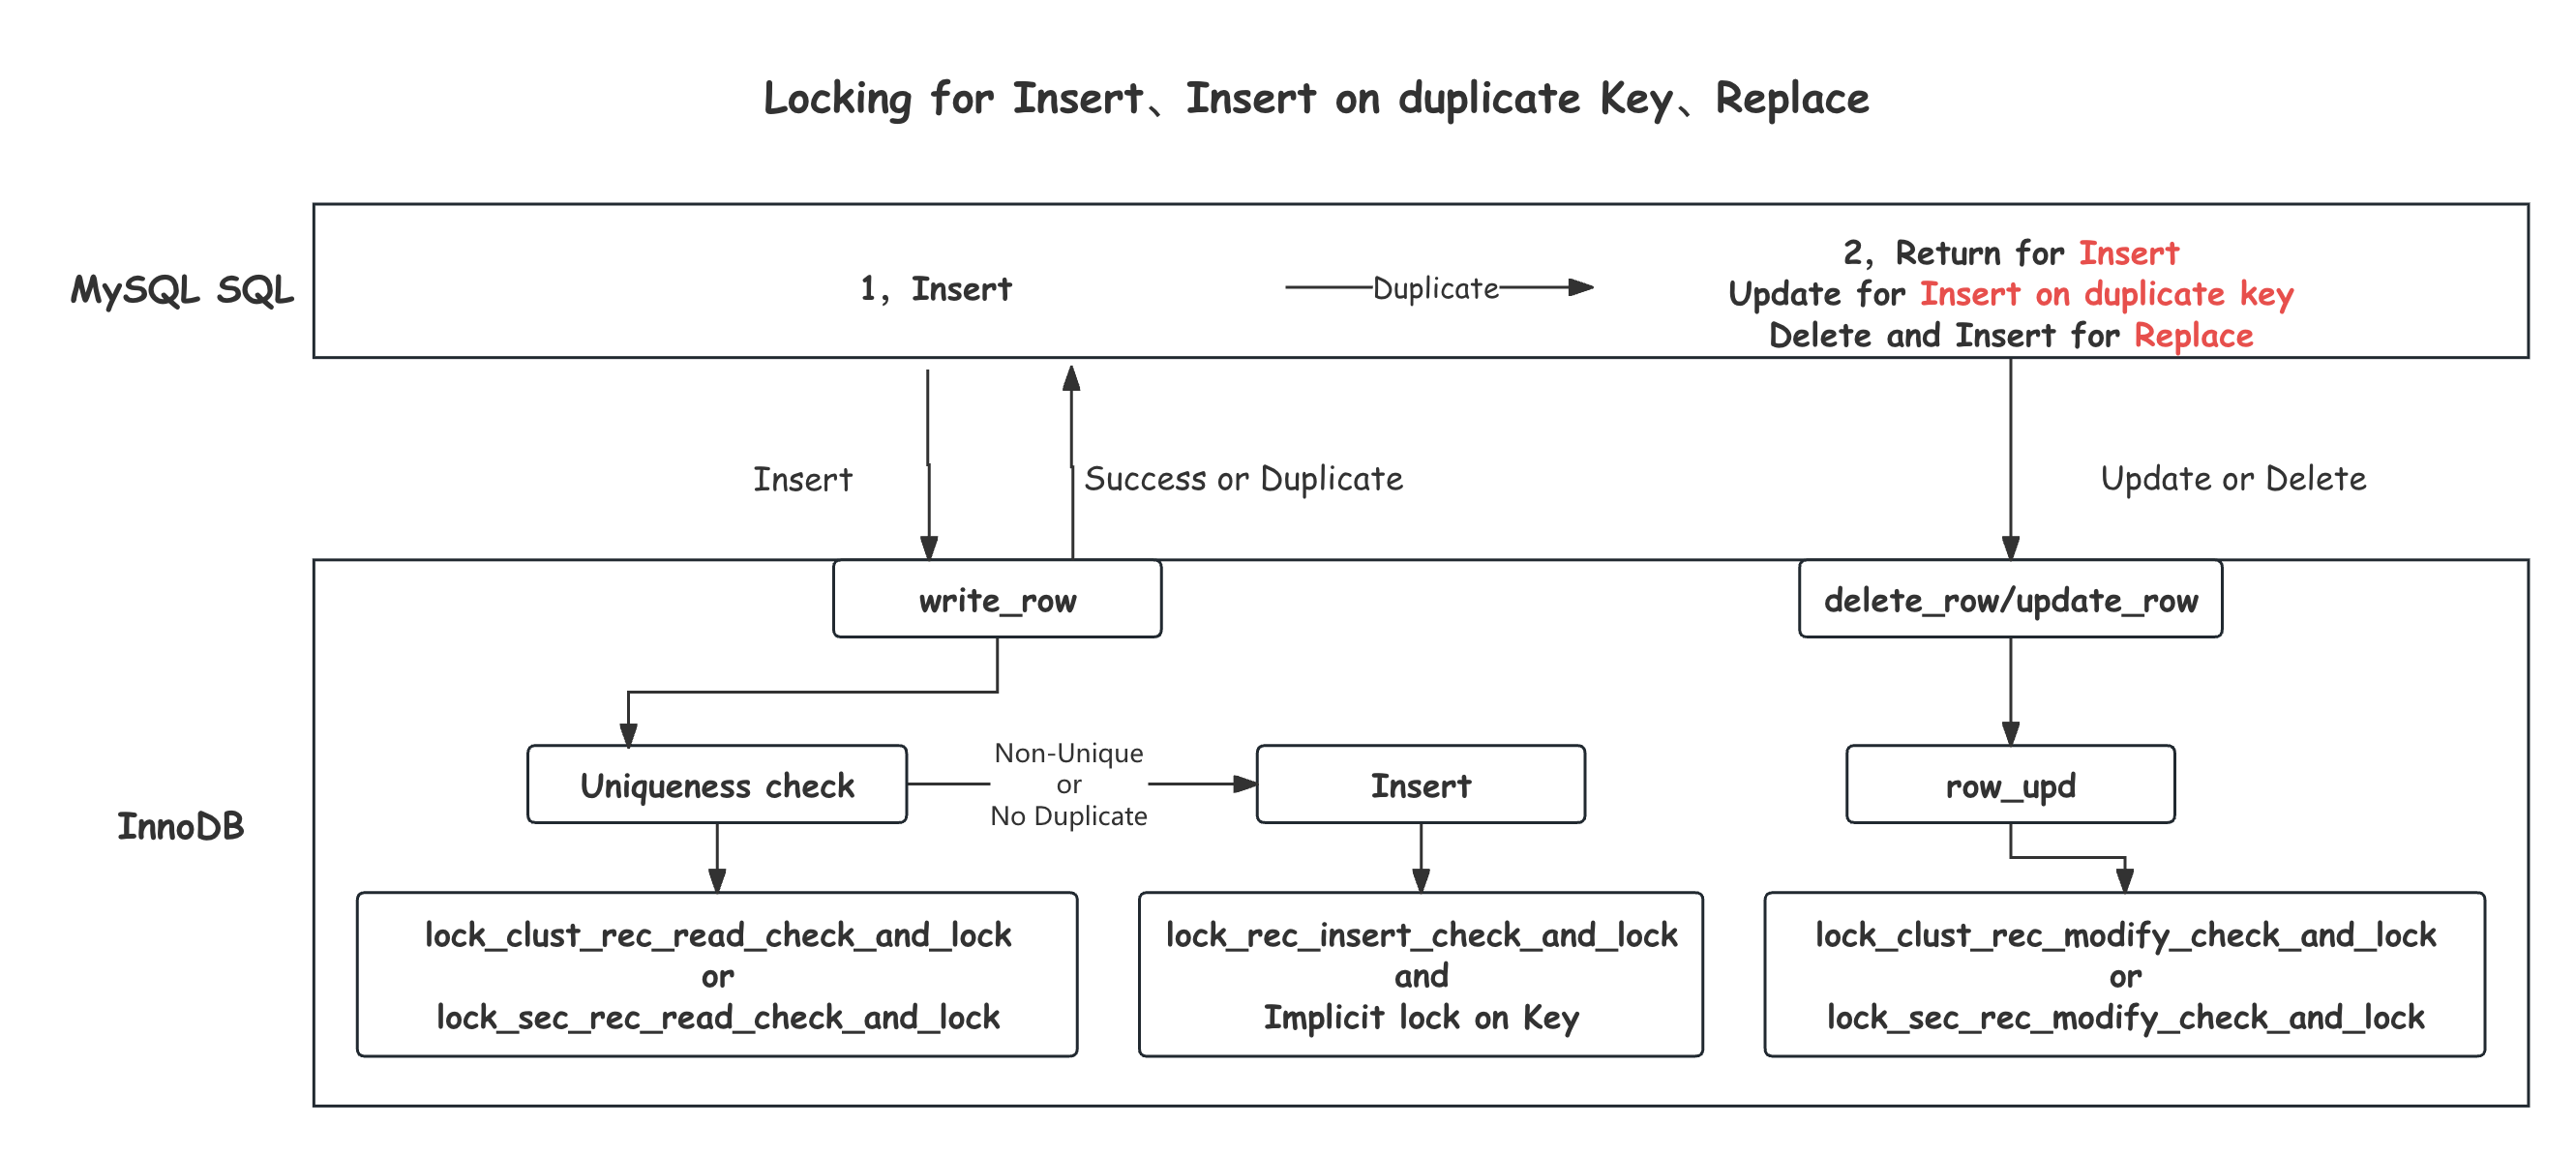 Locking for Insert、Insert on duplicate Key、Replace
MySQL SQL
1, Insert
Duplicate
2, Return for Insert
Update for Insert on duplicate key
Delete and Insert for Replace
Insert
Success or Duplicate
Update or Delete
InnoDB
write_row
delete_row/update_row
Uniqueness check
Non-Unique
or
No Duplicate
Insert
row_upd
lock_clust_rec_read_check_and_lock
or
lock_sec_rec_read_check_and_lock
lock_rec_insert_check_and_lock
and
Implicit lock on Key
lock_clust_rec_modify_check_and_lock
or
lock_sec_rec_modify_check_and_lock